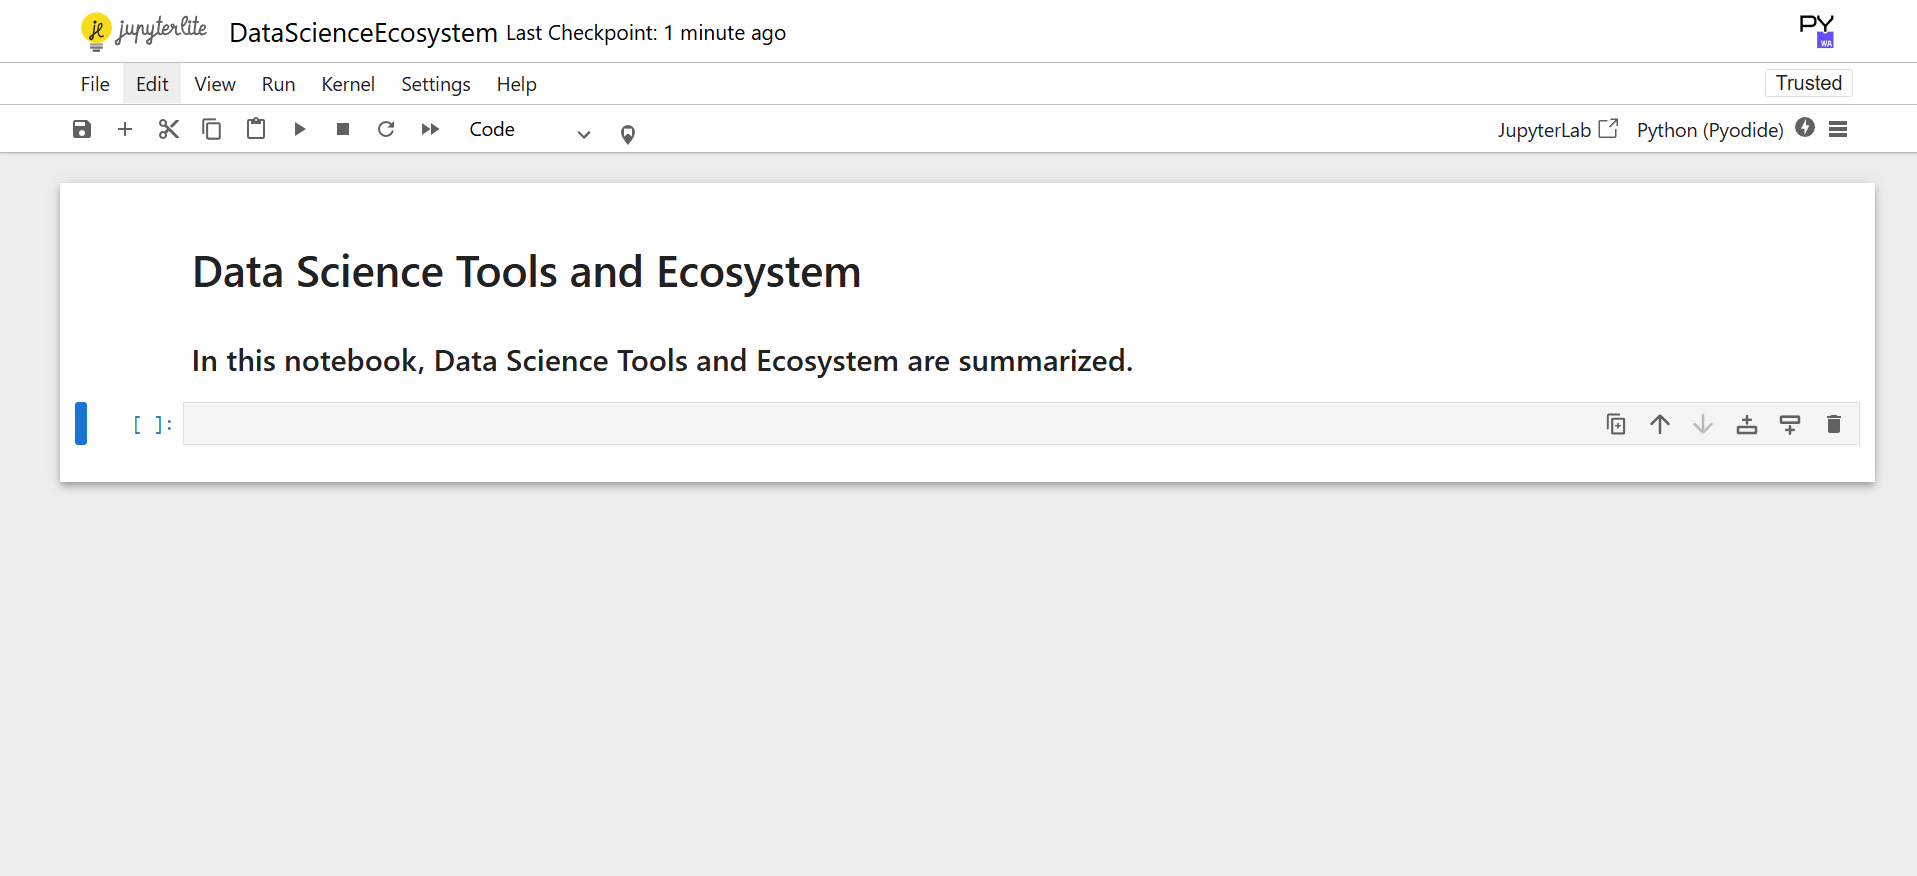 jupyterlite DataScienceEcosystem Last Checkpoint: 1 minute ago PY WA
File Edit View Run Kernel Settings Help Trusted
Code JupyterLab Python (Pyodide)
Data Science Tools and Ecosystem
In this notebook, Data Science Tools and Ecosystem are summarized.
[ ]: